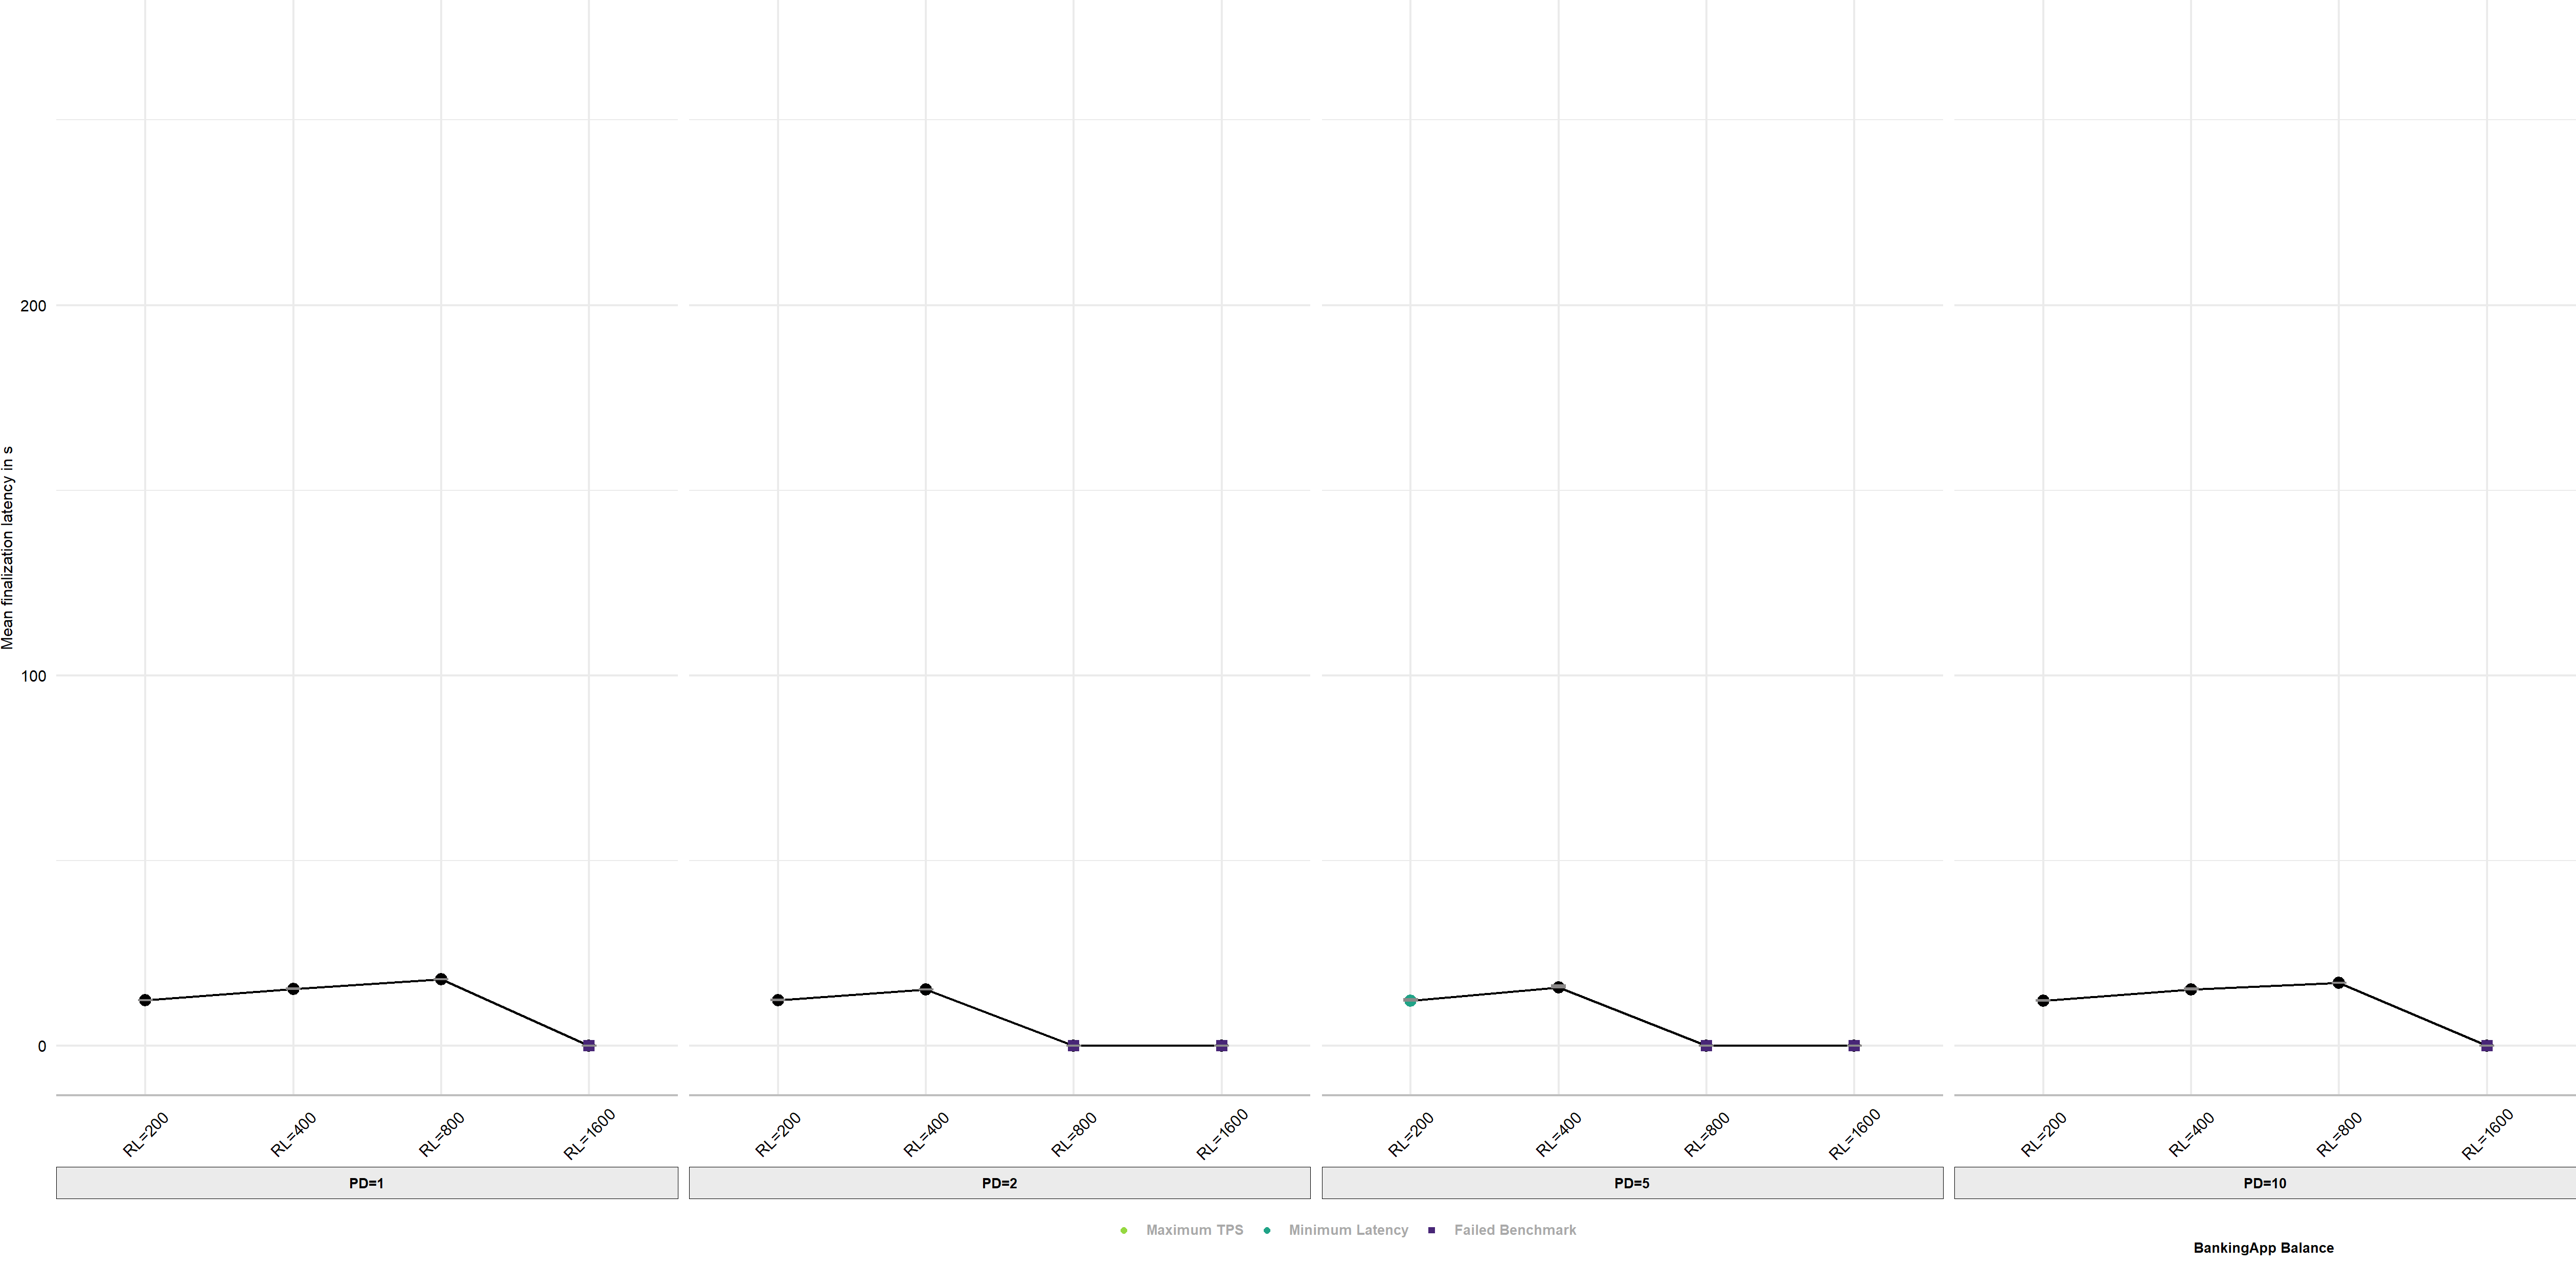 Mean finalization latency in s
200
100
0
RL=200 RL=400 RL=800 RL=1600 RL=200 RL=400 RL=800 RL=1600 RL=200 RL=400 RL=800 RL=1600 RL=200 RL=400 RL=800 RL=1600
PD=1 PD=2 PD=5 PD=10
Maximum TPS Minimum Latency Failed Benchmark
BankingApp Balance